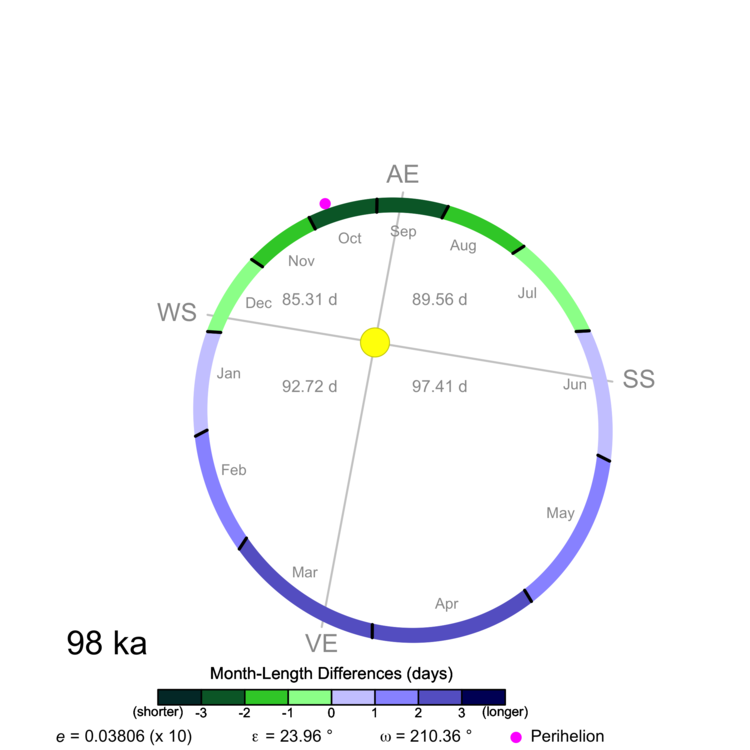 AE
Oct
Sep
Nov
Aug
Dec
85.31 d
89.56 d
Jul
WS
Jan
92.72 d
97.41 d
Jun
SS
Feb
May
Mar
Apr
98 ka
VE
Month-Length Differences (days)
(shorter) -3 -2 -1 0 1 2 3 (longer)
e = 0.03806 (x 10) ε = 23.96 ° ω = 210.36 ° Perihelion